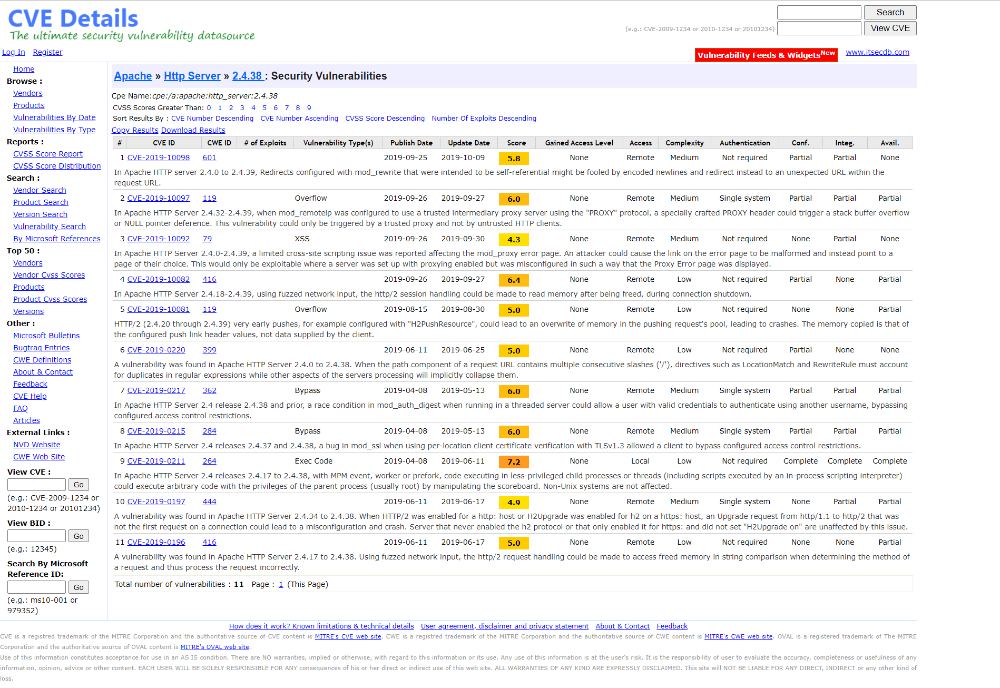 CVE Details
The ultimate security vulnerability datasource
Search
(e.g.: CVE-2009-1234 or 2010-1234 or 20101234) View CVE
Log In Register
Vulnerability Feeds & WidgetsNew www.itsecdb.com
Home
Browse :
Vendors
Products
Vulnerabilities By Date
Vulnerabilities By Type
Reports :
CVSS Score Report
CVSS Score Distribution
Search :
Vendor Search
Product Search
Version Search
Vulnerability Search
By Microsoft References
Top 50 :
Vendors
Vendor Cvss Scores
Products
Product Cvss Scores
Versions
Other :
Microsoft Bulletins
Bugtraq Entries
CWE Definitions
About & Contact
Feedback
CVE Help
FAQ
Articles
External Links :
NVD Website
CWE Web Site
View CVE :
Go
(e.g.: CVE-2009-1234 or
2010-1234 or 20101234)
View BID :
Go
(e.g.: 12345)
Search By Microsoft
Reference ID:
Go
(e.g.: ms10-001 or
979352)
Apache » Http Server » 2.4.38 : Security Vulnerabilities
Cpe Name:cpe:/a:apache:http_server:2.4.38
CVSS Scores Greater Than: 0 1 2 3 4 5 6 7 8 9
Sort Results By : CVE Number Descending CVE Number Ascending CVSS Score Descending Number Of Exploits Descending
Copy Results Download Results
# CVE ID CWE ID # of Exploits Vulnerability Type(s) Publish Date Update Date Score Gained Access Level Access Complexity Authentication Conf. Integ. Avail.
1 CVE-2019-10098 601 2019-09-25 2019-10-09 5.8 None Remote Medium Not required Partial Partial None
In Apache HTTP server 2.4.0 to 2.4.39, Redirects configured with mod_rewrite that were intended to be self-referential might be fooled by encoded newlines and redirect instead to an unexpected URL within the
request URL.
2 CVE-2019-10097 119 Overflow 2019-09-26 2019-09-27 6.0 None Remote Medium Single system Partial Partial Partial
In Apache HTTP Server 2.4.32-2.4.39, when mod_remoteip was configured to use a trusted intermediary proxy server using the "PROXY" protocol, a specially crafted PROXY header could trigger a stack buffer overflow
or NULL pointer deference. This vulnerability could only be triggered by a trusted proxy and not by untrusted HTTP clients.
3 CVE-2019-10092 79 XSS 2019-09-26 2019-09-30 4.3 None Remote Medium Not required None Partial None
In Apache HTTP Server 2.4.0-2.4.39, a limited cross-site scripting issue was reported affecting the mod_proxy error page. An attacker could cause the link on the error page to be malformed and instead point to a
page of their choice. This would only be exploitable where a server was set up with proxying enabled but was misconfigured in such a way that the Proxy Error page was displayed.
4 CVE-2019-10082 416 2019-09-26 2019-09-27 6.4 None Remote Low Not required Partial None Partial
In Apache HTTP Server 2.4.18-2.4.39, using fuzzed network input, the http/2 session handling could be made to read memory after being freed, during connection shutdown.
5 CVE-2019-10081 119 Overflow 2019-08-15 2019-08-30 5.0 None Remote Low Not required None None Partial
HTTP/2 (2.4.20 through 2.4.39) very early pushes, for example configured with "H2PushResource", could lead to an overwrite of memory in the pushing request's pool, leading to crashes. The memory copied is that of
the configured push link header values, not data supplied by the client.
6 CVE-2019-0220 399 2019-06-11 2019-06-25 5.0 None Remote Low Not required Partial None None
A vulnerability was found in Apache HTTP Server 2.4.0 to 2.4.38. When the path component of a request URL contains multiple consecutive slashes ('/'), directives such as LocationMatch and RewriteRule must account
for duplicates in regular expressions while other aspects of the servers processing will implicitly collapse them.
7 CVE-2019-0217 362 Bypass 2019-04-08 2019-05-13 6.0 None Remote Medium Single system Partial Partial Partial
In Apache HTTP Server 2.4 release 2.4.38 and prior, a race condition in mod_auth_digest when running in a threaded server could allow a user with valid credentials to authenticate using another username, bypassing
configured access control restrictions.
8 CVE-2019-0215 284 Bypass 2019-04-08 2019-05-13 6.0 None Remote Medium Single system Partial Partial Partial
In Apache HTTP Server 2.4 releases 2.4.37 and 2.4.38, a bug in mod_ssl when using per-location client certificate verification with TLSv1.3 allowed a client to bypass configured access control restrictions.
9 CVE-2019-0211 264 Exec Code 2019-04-08 2019-06-11 7.2 None Local Low Not required Complete Complete Complete
In Apache HTTP Server 2.4 releases 2.4.17 to 2.4.38, with MPM event, worker or prefork, code executing in less-privileged child processes or threads (including scripts executed by an in-process scripting interpreter)
could execute arbitrary code with the privileges of the parent process (usually root) by manipulating the scoreboard. Non-Unix systems are not affected.
10 CVE-2019-0197 444 2019-06-11 2019-06-17 4.9 None Remote Medium Single system None Partial Partial
A vulnerability was found in Apache HTTP Server 2.4.34 to 2.4.38. When HTTP/2 was enabled for a http: host or H2Upgrade was enabled for h2 on a https: host, an Upgrade request from http/1.1 to http/2 that was
not the first request on a connection could lead to a misconfiguration and crash. Server that never enabled the h2 protocol or that only enabled it for https: and did not set "H2Upgrade on" are unaffected by this issue.
11 CVE-2019-0196 416 2019-06-11 2019-06-17 5.0 None Remote Low Not required None None Partial
A vulnerability was found in Apache HTTP Server 2.4.17 to 2.4.38. Using fuzzed network input, the http/2 request handling could be made to access freed memory in string comparison when determining the method of
a request and thus process the request incorrectly.
Total number of vulnerabilities : 11 Page : 1 (This Page)
How does it work? Known limitations & technical details User agreement, disclaimer and privacy statement About & Contact Feedback
CVE is a registred trademark of the MITRE Corporation and the authoritative source of CVE content is MITRE's CVE web site. CWE is a registred trademark of the MITRE Corporation and the authoritative source of CWE content is MITRE's CWE web site. OVAL is a registered trademark of The MITRE
Corporation and the authoritative source of OVAL content is MITRE's OVAL web site.
Use of this information constitutes acceptance for use in an AS IS condition. There are NO warranties, implied or otherwise, with regard to this information or its use. Any use of this information is at the user's risk. It is the responsibility of user to evaluate the accuracy, completeness or usefulness of any
information, opinion, advice or other content. EACH USER WILL BE SOLELY RESPONSIBLE FOR ANY consequences of his or her direct or indirect use of this web site. ALL WARRANTIES OF ANY KIND ARE EXPRESSLY DISCLAIMED. This site will NOT BE LIABLE FOR ANY DIRECT, INDIRECT or any other kind of
loss.